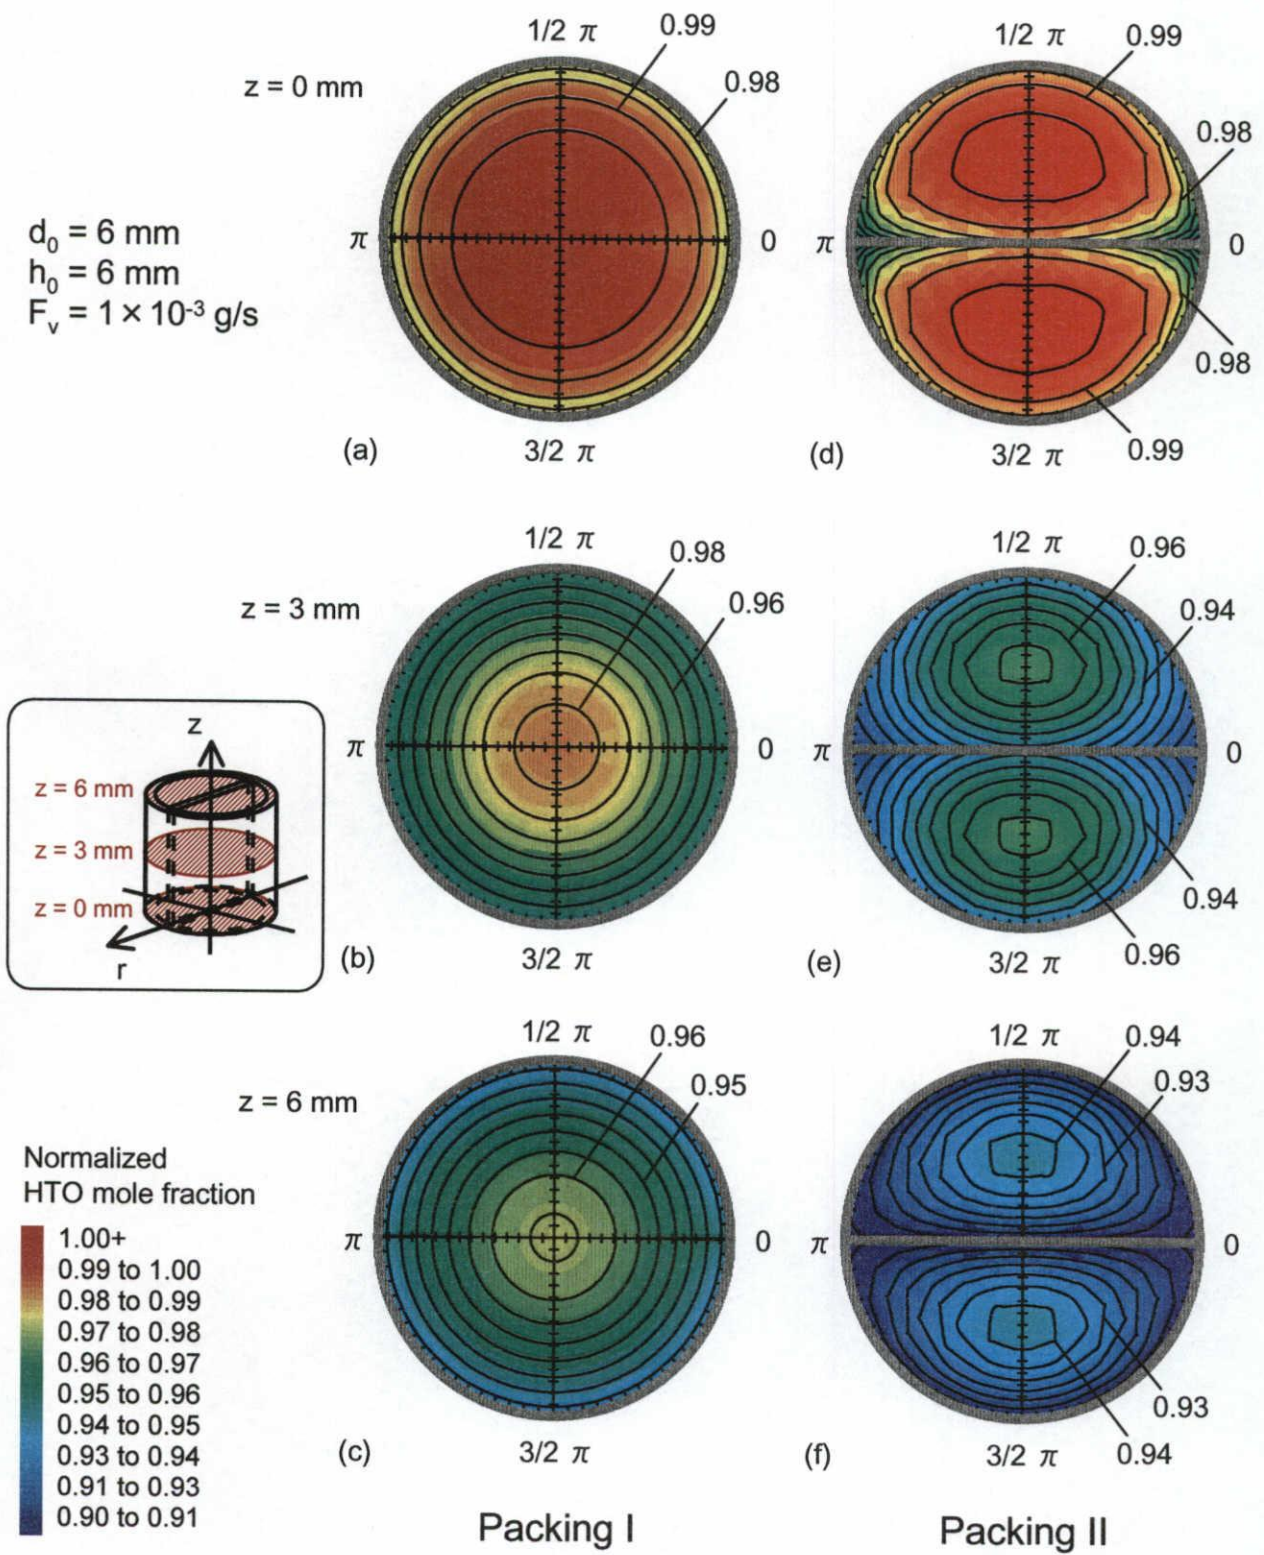 1/2 π
0.99
z = 0 mm
0.98
π
0
(a)
3/2 π
1/2 π
0.99
0.98
π
0
0.98
(d)
3/2 π
0.99
d0 = 6 mm
h0 = 6 mm
Fv = 1 × 10-3 g/s
1/2 π
0.98
z = 3 mm
0.96
π
0
(b)
3/2 π
1/2 π
0.96
0.94
π
0
0.94
(e)
3/2 π
0.96
z
z = 6 mm
z = 3 mm
z = 0 mm
r
1/2 π
0.96
z = 6 mm
0.95
π
0
(c)
3/2 π
1/2 π
0.94
0.93
π
0
0.93
(f)
3/2 π
0.94
Normalized
HTO mole fraction
1.00+
0.99 to 1.00
0.98 to 0.99
0.97 to 0.98
0.96 to 0.97
0.95 to 0.96
0.94 to 0.95
0.93 to 0.94
0.91 to 0.93
0.90 to 0.91
Packing I
Packing II